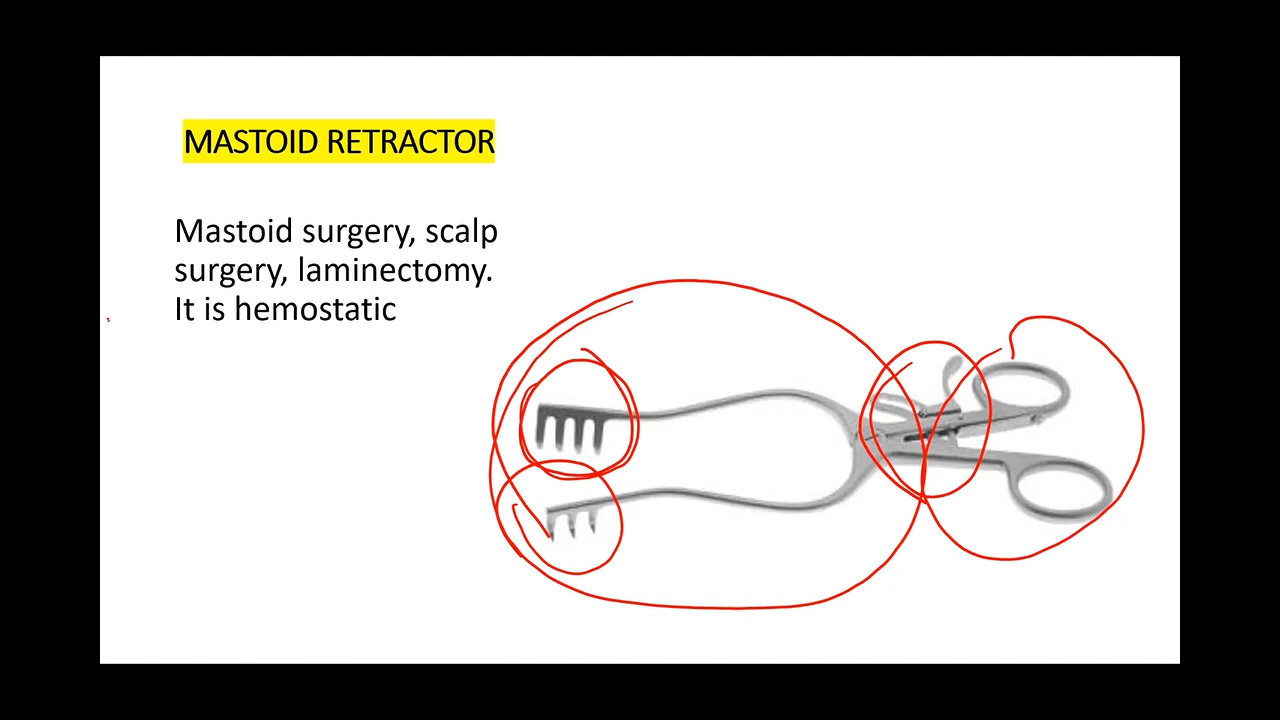 MASTOID RETRACTOR
Mastoid surgery, scalp
surgery, laminectomy.
It is hemostatic